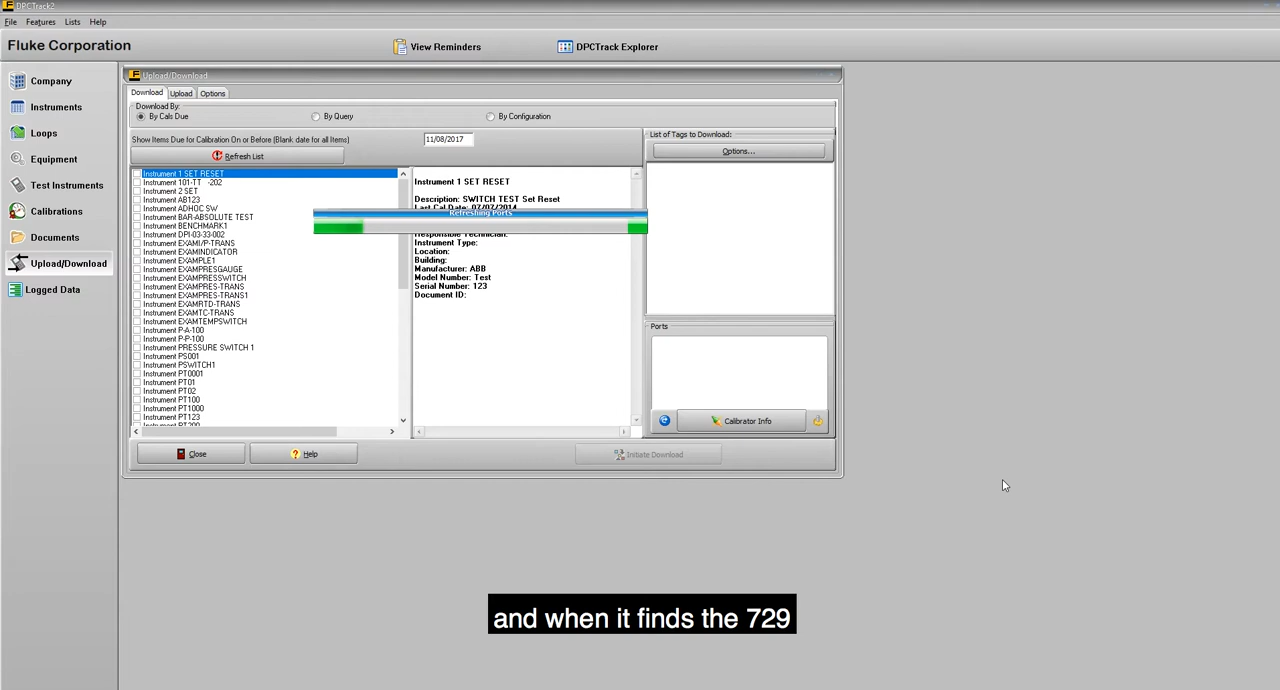 DPCTrack2
File Features Lists Help
Fluke Corporation
View Reminders
DPCTrack Explorer
Company
Instruments
Loops
Equipment
Test Instruments
Calibrations
Documents
Upload/Download
Logged Data
Upload/Download
Download Upload Options
Download By:
By Cals Due By Query By Configuration
Show Items Due for Calibration On or Before (Blank date for all Items) 11/08/2017
Refresh List
Instrument 1 SET RESET
Instrument 101-TT -202
Instrument 2 SET
Instrument AB123
Instrument ADHOC SW
Instrument BAR-ABSOLUTE TEST
Instrument BENCHMARK1
Instrument DPI-03-33-002
Instrument EXAMI/P-TRANS
Instrument EXAMINDICATOR
Instrument EXAMPLE1
Instrument EXAMPRESGAUGE
Instrument EXAMPRESSWITCH
Instrument EXAMPRES-TRANS
Instrument EXAMPRES-TRANS1
Instrument EXAMRTD-TRANS
Instrument EXAMTC-TRANS
Instrument EXAMTEMPSWITCH
Instrument P-A-100
Instrument P-P-100
Instrument PRESSURE SWITCH 1
Instrument PS001
Instrument PSWITCH1
Instrument PT0001
Instrument PT01
Instrument PT02
Instrument PT100
Instrument PT1000
Instrument PT123
Instrument PT200
Instrument 1 SET RESET
Description: SWITCH TEST Set Reset
Last Cal Date: 07/07/2014
Refreshing Ports
Responsible Technician:
Instrument Type:
Location:
Building:
Manufacturer: ABB
Model Number: Test
Serial Number: 123
Document ID:
List of Tags to Download:
Options...
Ports
Calibrator Info
Close
Help
Initiate Download
and when it finds the 729